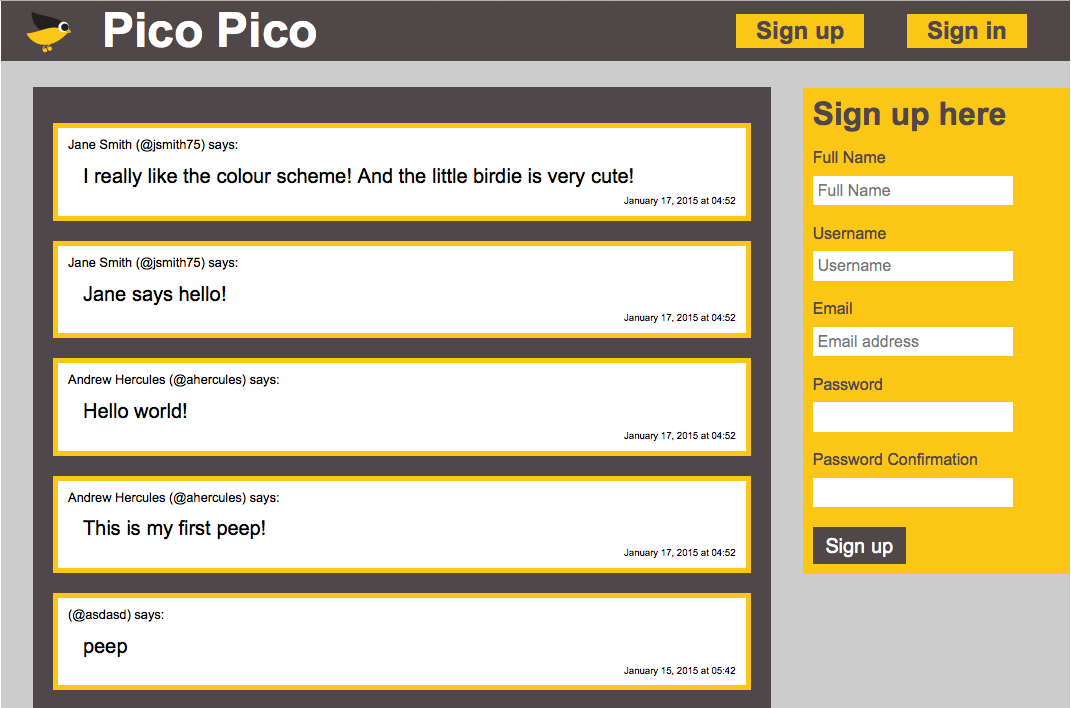 Pico Pico
Sign up
Sign in
Jane Smith (@jsmith75) says:
I really like the colour scheme! And the little birdie is very cute!
January 17, 2015 at 04:52
Jane Smith (@jsmith75) says:
Jane says hello!
January 17, 2015 at 04:52
Andrew Hercules (@ahercules) says:
Hello world!
January 17, 2015 at 04:52
Andrew Hercules (@ahercules) says:
This is my first peep!
January 17, 2015 at 04:52
(@asdasd) says:
peep
January 15, 2015 at 05:42
Sign up here
Full Name
Full Name
Username
Username
Email
Email address
Password
Password Confirmation
Sign up